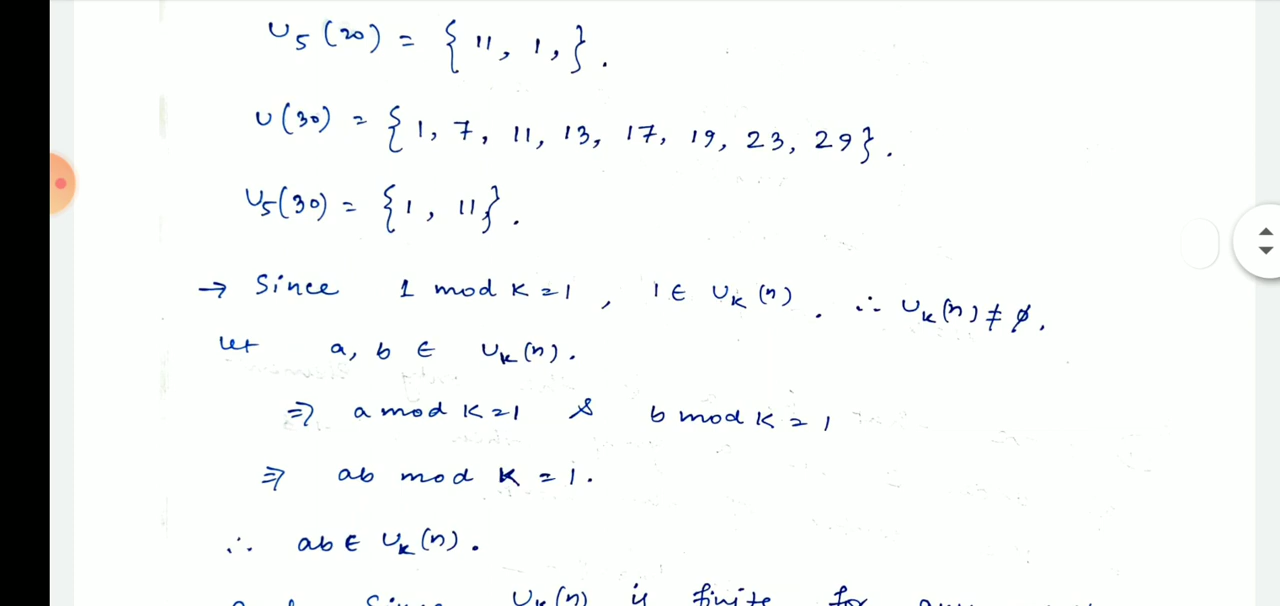 U5(20) = { 11, 1, }.
U(30) = { 1, 7, 11, 13, 17, 19, 23, 29 }.
U5(30) = { 1, 11 }.
→ Since 1 mod K = 1, 1 ∈ UK(n). ∴ UK(n) ≠ ϕ.
Let a, b ∈ UK(n).
⇒ a mod K = 1 & b mod K = 1
⇒ ab mod K = 1.
∴ ab ∈ UK(n).
Since UK(n) is finite for